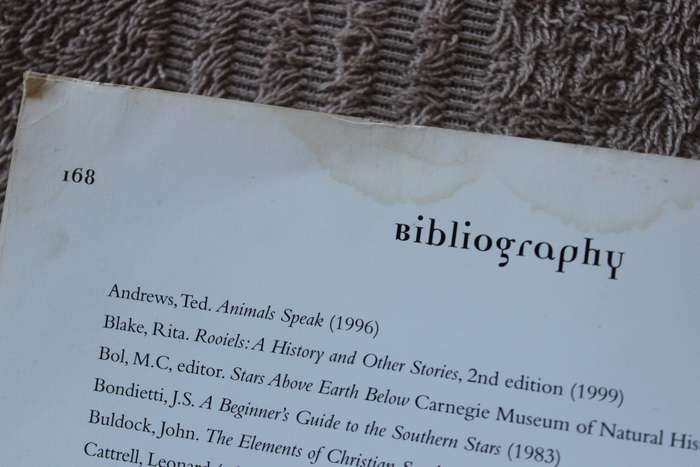 168
Bibliography
Andrews, Ted. Animals Speak (1996)
Blake, Rita. Rooiels: A History and Other Stories, 2nd edition (1999)
Bol, M.C, editor. Stars Above Earth Below Carnegie Museum of Natural His
Bondietti, J.S. A Beginner's Guide to the Southern Stars (1983)
Buldock, John. The Elements of Christian
Cattrell, Leonard